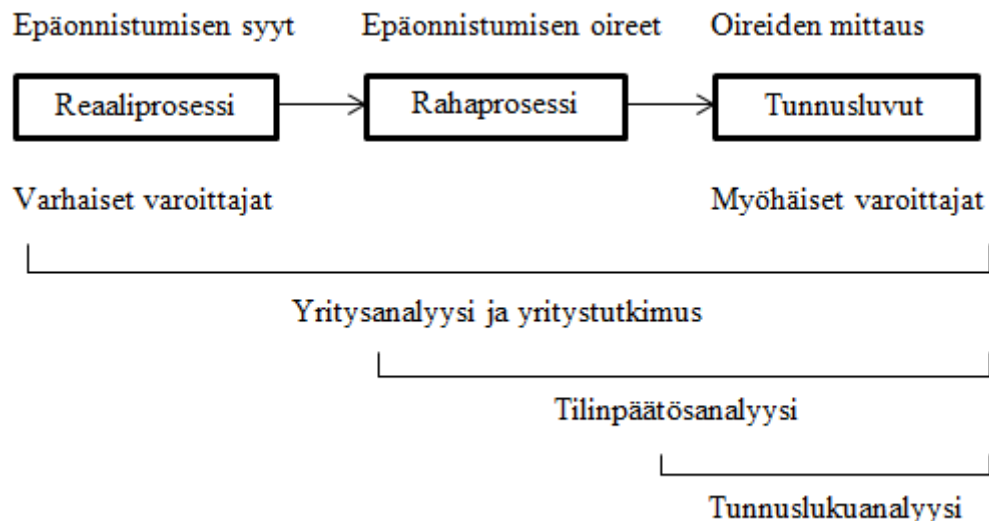 Epäonnistumisen syyt
Epäonnistumisen oireet
Oireiden mittaus
Reaaliprosessi
Rahaprosessi
Tunnusluvut
Varhaiset varoittajat
Myöhäiset varoittajat
Yritysanalyysi ja yritystutkimus
Tilinpäätösanalyysi
Tunnuslukuanalyysi